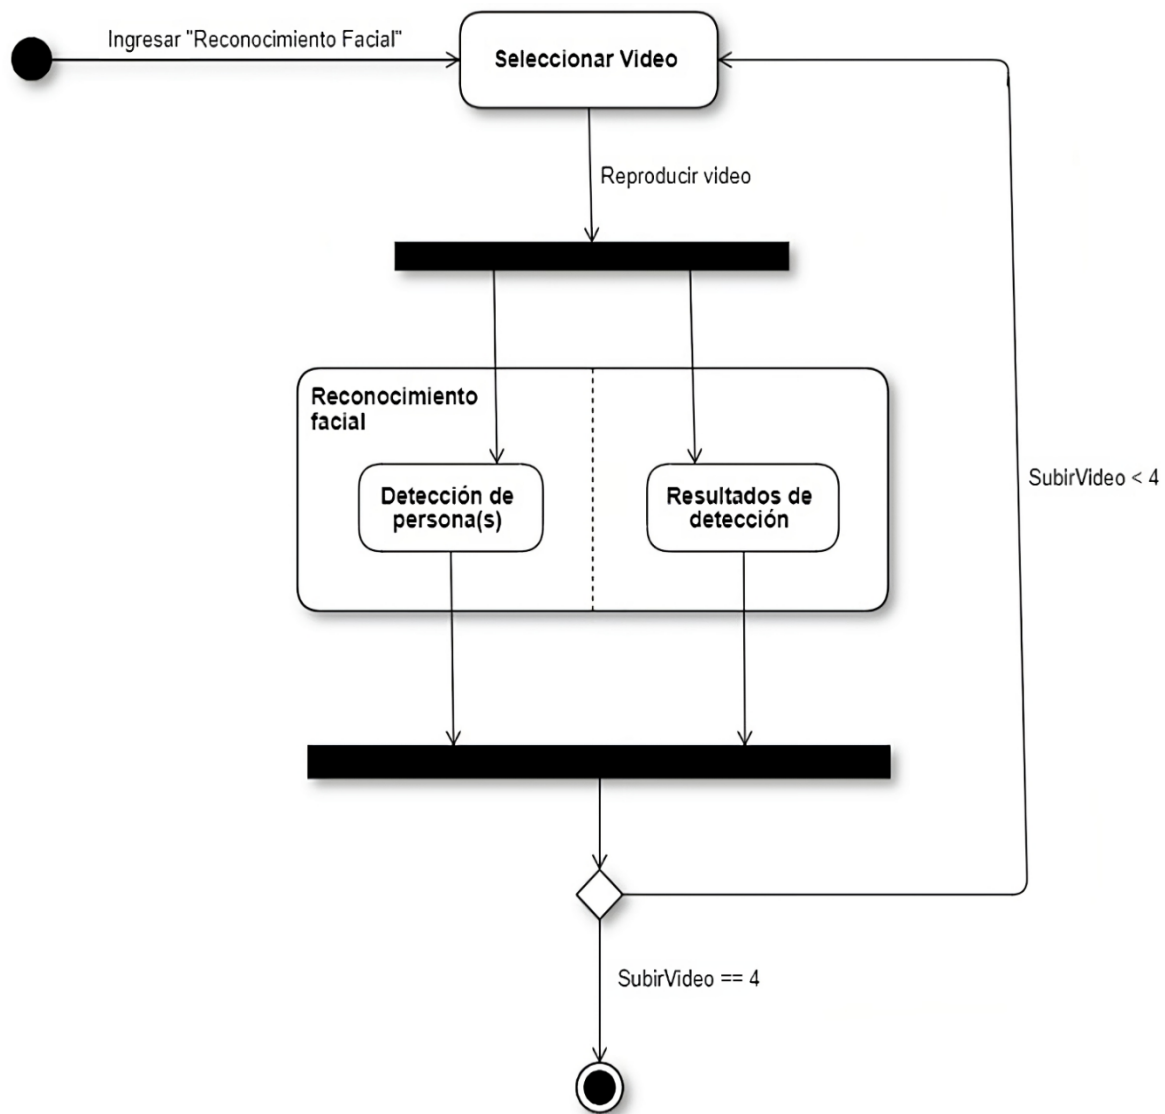 Ingresar "Reconocimiento Facial"
Seleccionar Video
Reproducir video
Reconocimiento
facial
Detección de
persona(s)
Resultados de
detección
SubirVideo < 4
SubirVideo == 4